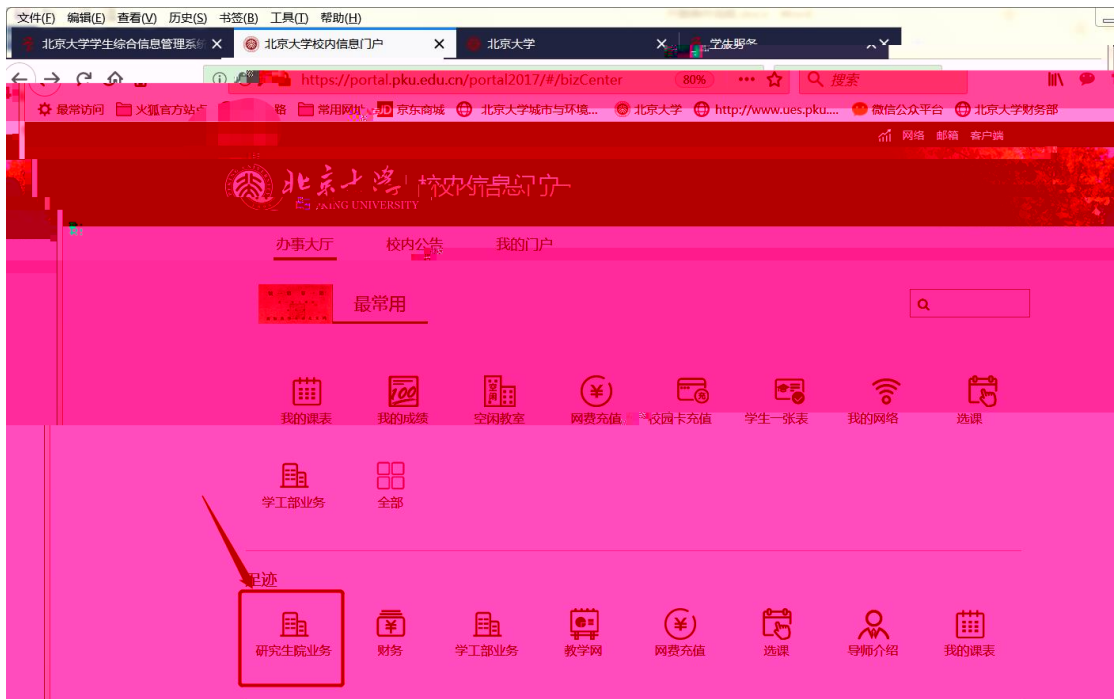 文件(F) 编辑(E) 查看(V) 历史(S) 书签(B) 工具(T) 帮助(H)
北京大学学生综合信息管理系统 北京大学校内信息门户 北京大学
https://portal.pku.edu.cn/portal2017/#/bizCenter 80% 搜索
最常访问 火狐官方站点 常用网址 JD 京东商城 北京大学城市与环境... 北京大学 http://www.ues.pku.... 微信公众平台 北京大学财务部
网络 邮箱 客户端
北京大学 校内信息门户
UNIVERSITY
办事大厅 校内公告 我的门户
最常用
我的课表 我的成绩 空闲教室 网费充值 校园卡充值 学生一张表 我的网络 选课
学工部业务 全部
足迹
研究生院业务 财务 学工部业务 教学网 网费充值 选课 导师介绍 我的课表